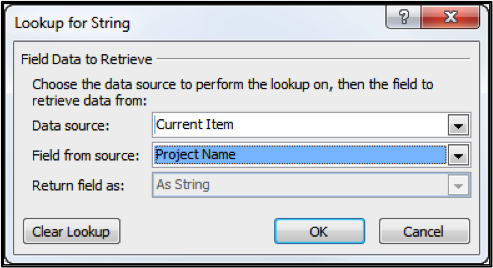 Lookup for String
?
Field Data to Retrieve
Choose the data source to perform the lookup on, then the field to
retrieve data from:
Data source: Current Item
Field from source: Project Name
Return field as: As String
Clear Lookup OK Cancel